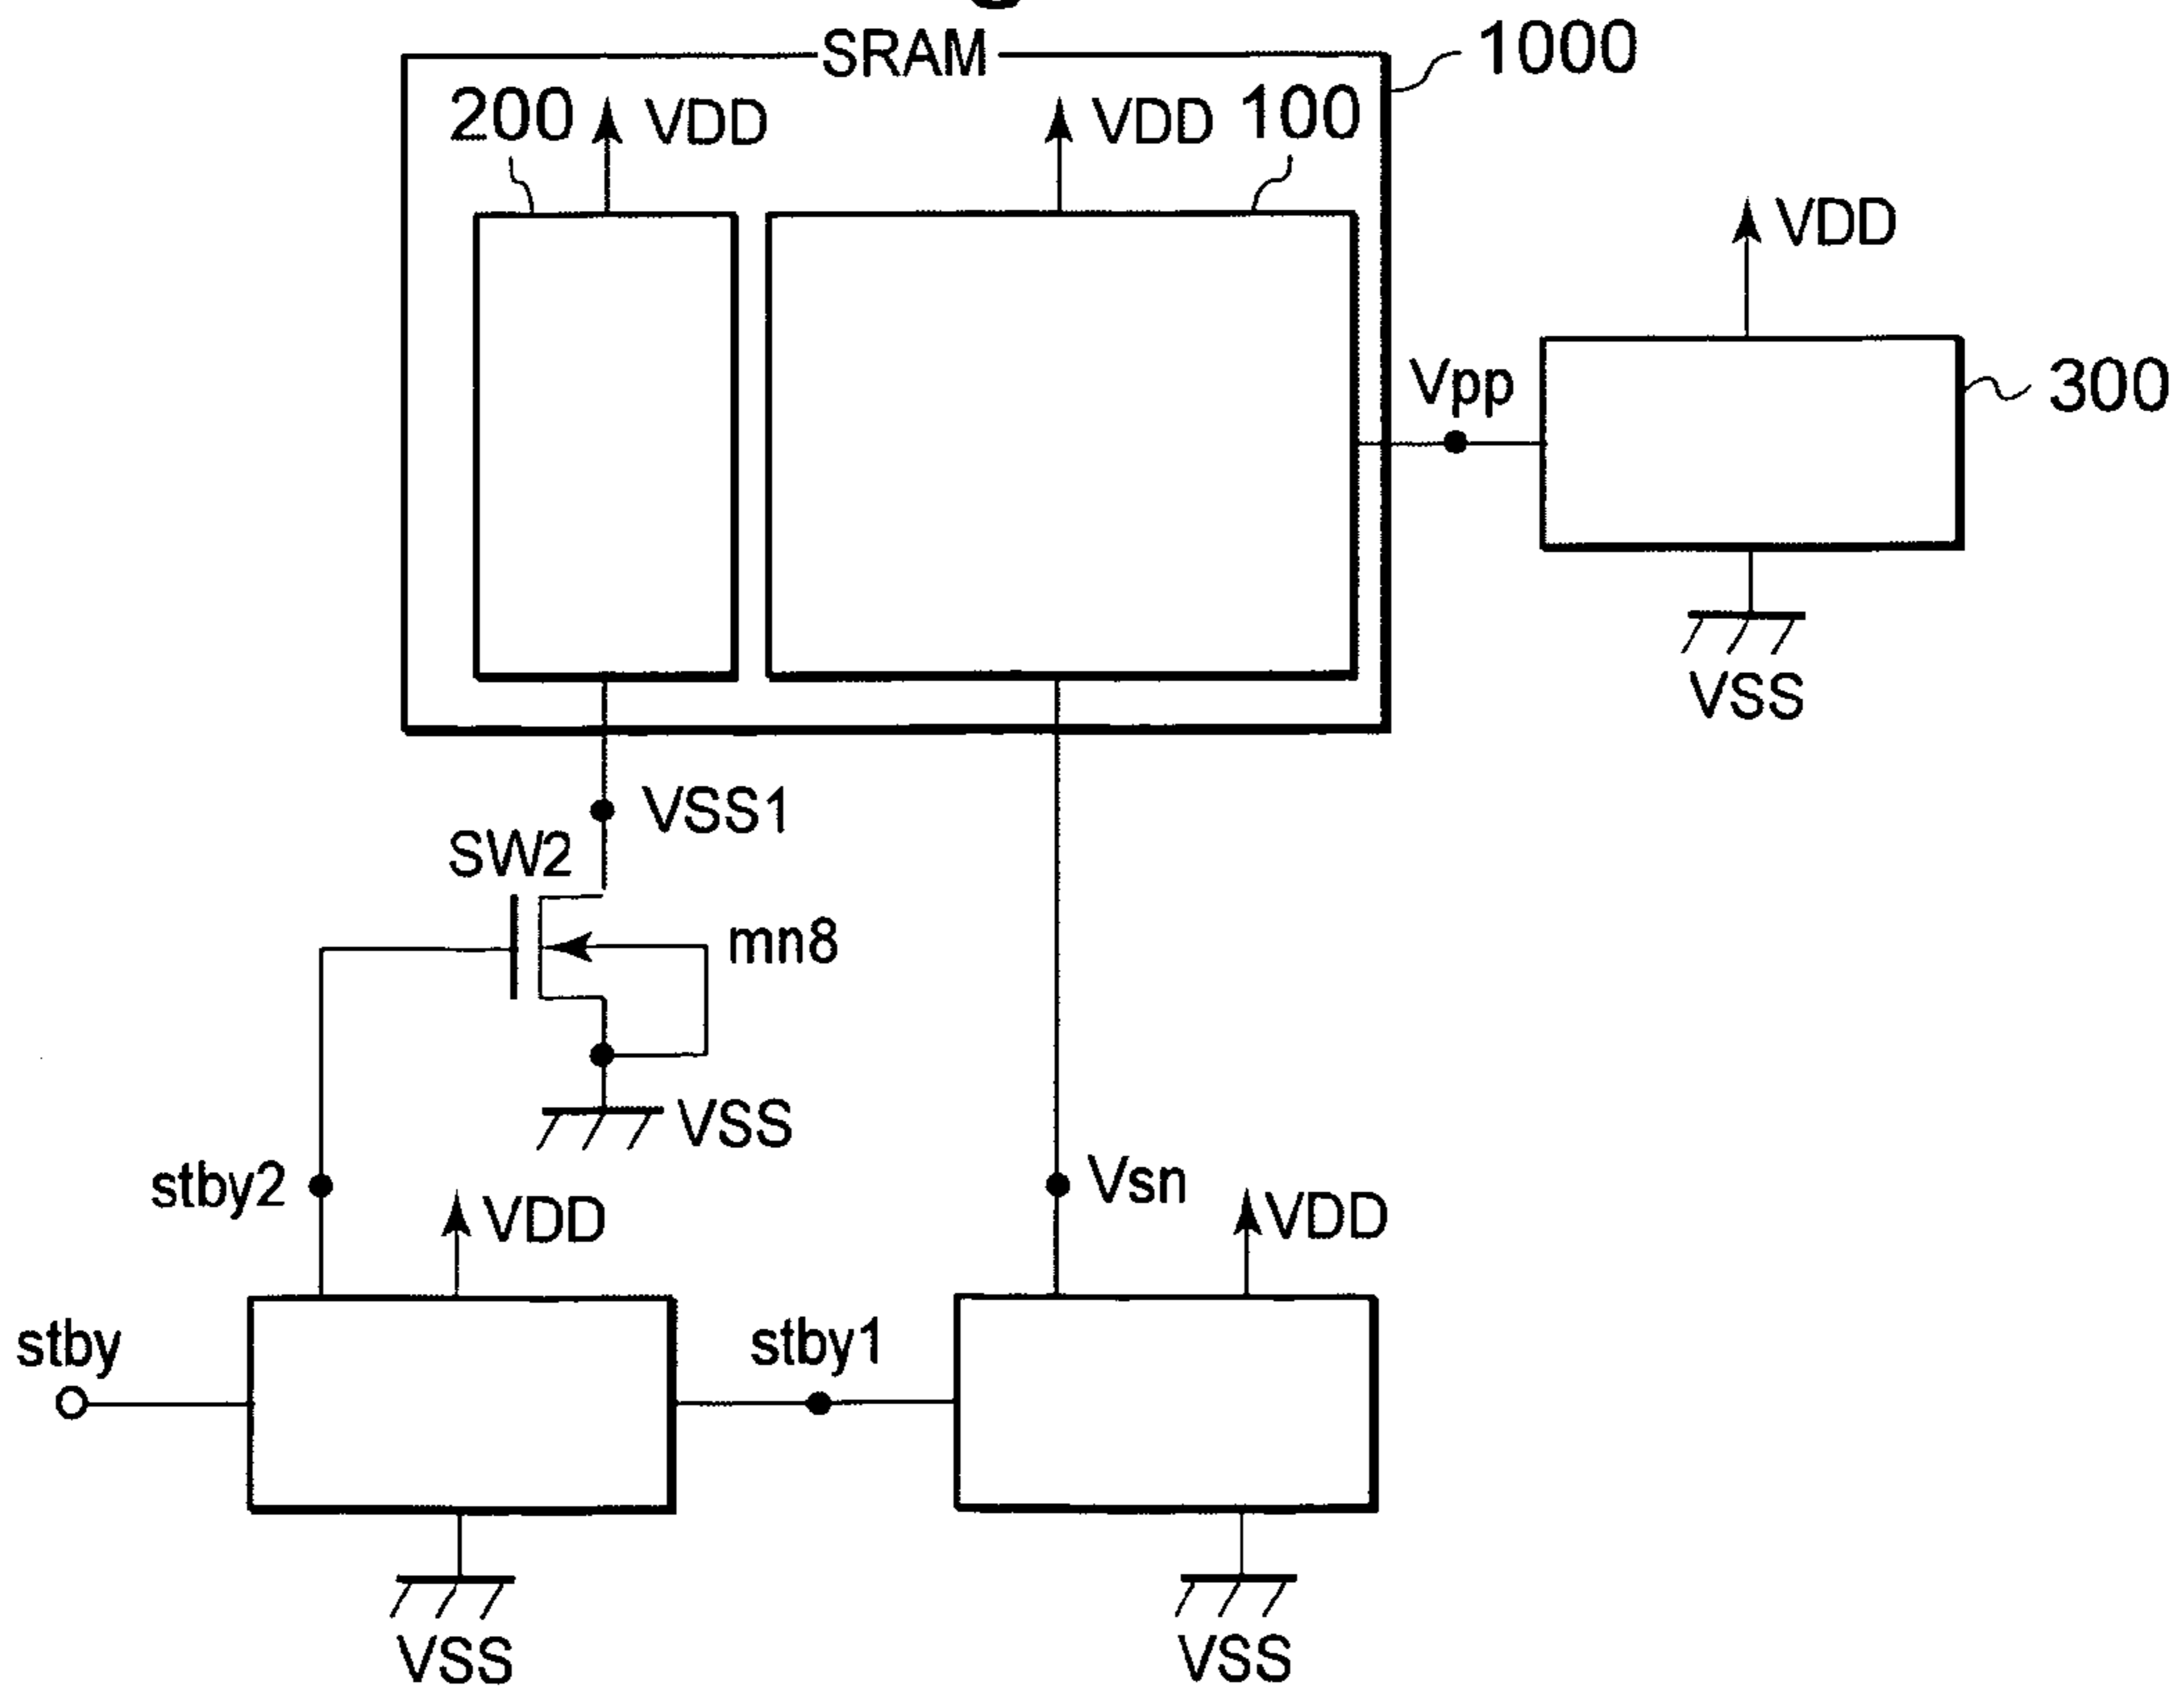 SRAM
1000
200
VDD
VDD
100
VDD
Vpp
300
VSS
VSS1
SW2
mn8
VSS
stby2
Vsn
VDD
VDD
stby
stby1
VSS
VSS